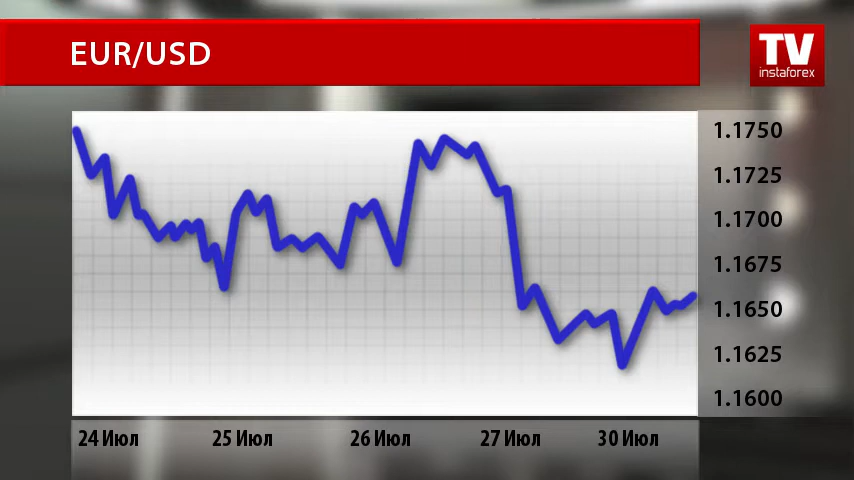 EUR/USD
TV
instaforex
1.1750
1.1725
1.1700
1.1675
1.1650
1.1625
1.1600
24 Июл 25 Июл 26 Июл 27 Июл 30 Июл